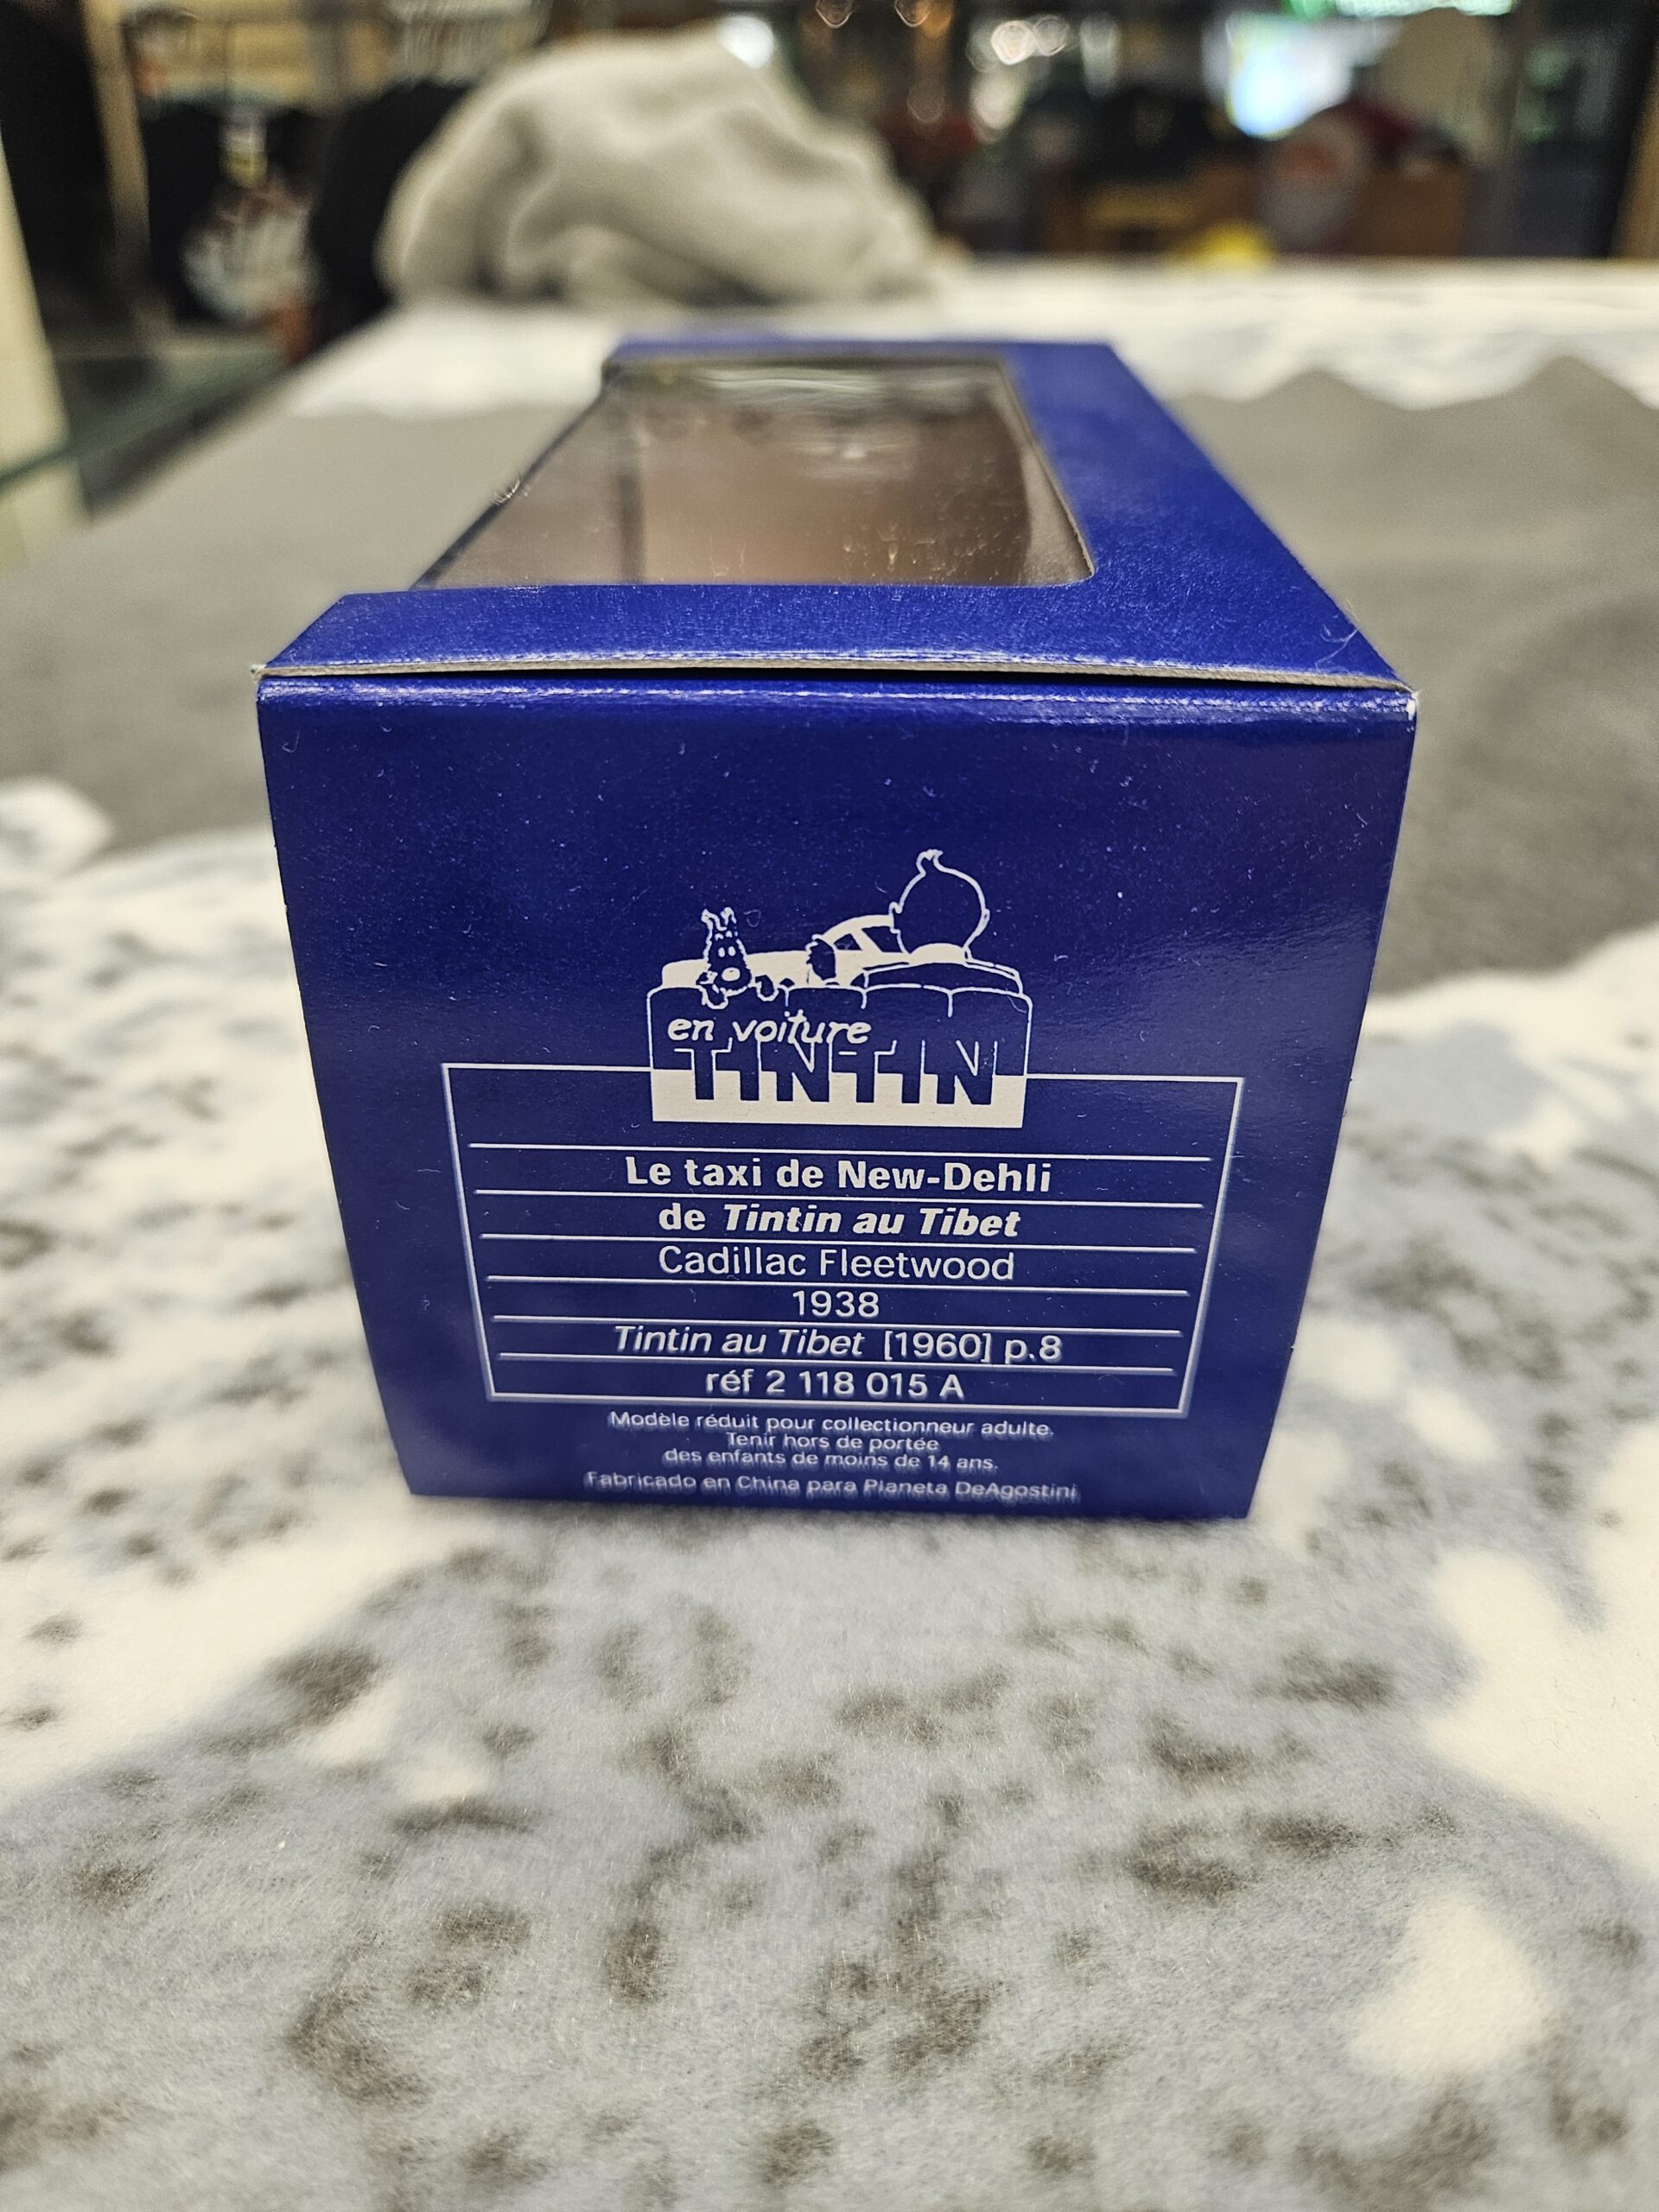 en voiture
TINTIN
Le taxi de New-Dehli
de Tintin au Tibet
Cadillac Fleetwood
1938
Tintin au Tibet [1960] p.8
réf 2 118 015 A
Modèle réduit pour collectionneur adulte.
Tenir hors de portée
des enfants de moins de 14 ans.
Fabricado en China para Planeta DeAgostini